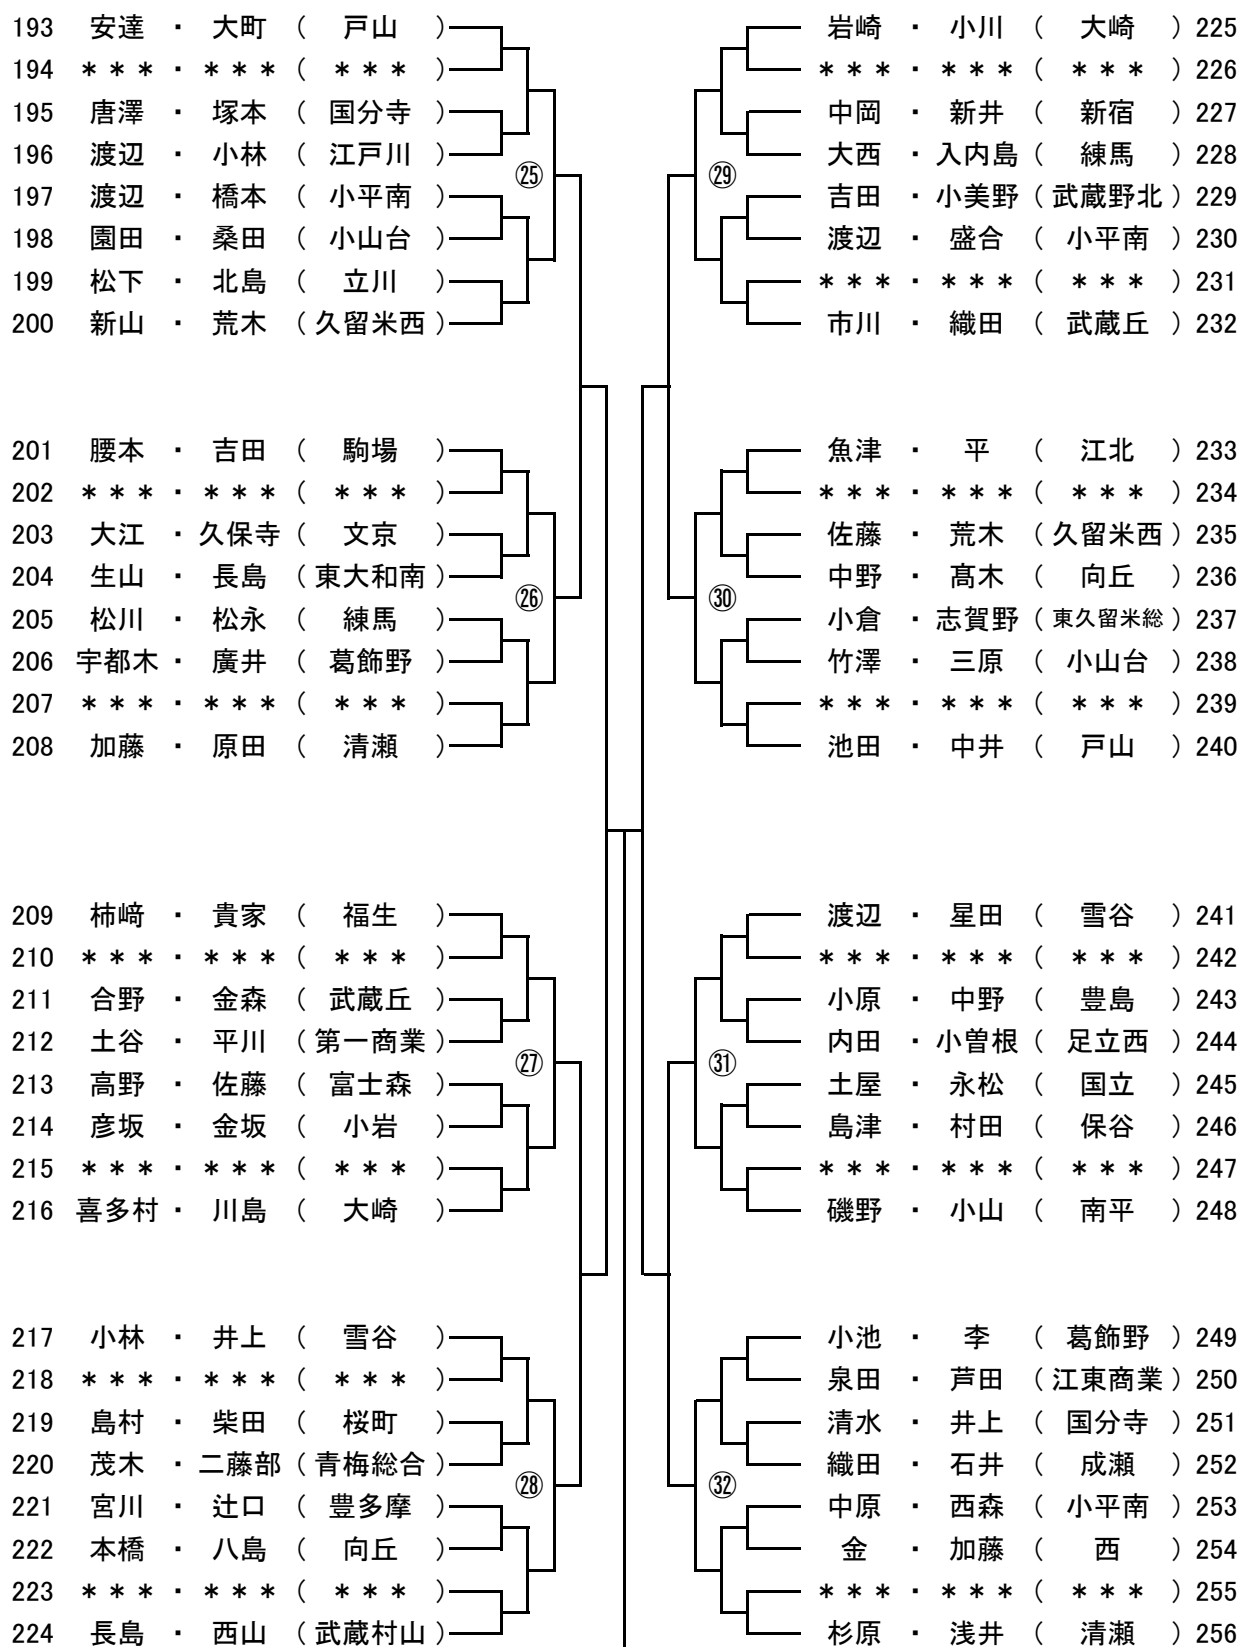 193 安達 ・ 大町 ( 戸山 )
194 *** ・ *** ( *** )
195 唐澤 ・ 塚本 ( 国分寺 )
196 渡辺 ・ 小林 ( 江戸川 )
㉕
197 渡辺 ・ 橋本 ( 小平南 )
198 園田 ・ 桑田 ( 小山台 )
199 松下 ・ 北島 ( 立川 )
200 新山 ・ 荒木 ( 久留米西 )
201 腰本 ・ 吉田 ( 駒場 )
202 *** ・ *** ( *** )
203 大江 ・ 久保寺 ( 文京 )
204 生山 ・ 長島 ( 東大和南 )
㉖
205 松川 ・ 松永 ( 練馬 )
206 宇都木 ・ 廣井 ( 葛飾野 )
207 *** ・ *** ( *** )
208 加藤 ・ 原田 ( 清瀬 )
209 柿﨑 ・ 貴家 ( 福生 )
210 *** ・ *** ( *** )
211 合野 ・ 金森 ( 武蔵丘 )
212 土谷 ・ 平川 ( 第一商業 )
㉗
213 高野 ・ 佐藤 ( 富士森 )
214 彦坂 ・ 金坂 ( 小岩 )
215 *** ・ *** ( *** )
216 喜多村 ・ 川島 ( 大崎 )
217 小林 ・ 井上 ( 雪谷 )
218 *** ・ *** ( *** )
219 島村 ・ 柴田 ( 桜町 )
220 茂木 ・ 二藤部 ( 青梅総合 )
㉘
221 宮川 ・ 辻口 ( 豊多摩 )
222 本橋 ・ 八島 ( 向丘 )
223 *** ・ *** ( *** )
224 長島 ・ 西山 ( 武蔵村山 )
岩崎 ・ 小川 ( 大崎 ) 225
*** ・ *** ( *** ) 226
中岡 ・ 新井 ( 新宿 ) 227
大西 ・ 入内島 ( 練馬 ) 228
㉙
吉田 ・ 小美野 ( 武蔵野北 ) 229
渡辺 ・ 盛合 ( 小平南 ) 230
*** ・ *** ( *** ) 231
市川 ・ 織田 ( 武蔵丘 ) 232
魚津 ・ 平 ( 江北 ) 233
*** ・ *** ( *** ) 234
佐藤 ・ 荒木 ( 久留米西 ) 235
中野 ・ 髙木 ( 向丘 ) 236
㉚
小倉 ・ 志賀野 ( 東久留米総 ) 237
竹澤 ・ 三原 ( 小山台 ) 238
*** ・ *** ( *** ) 239
池田 ・ 中井 ( 戸山 ) 240
渡辺 ・ 星田 ( 雪谷 ) 241
*** ・ *** ( *** ) 242
小原 ・ 中野 ( 豊島 ) 243
内田 ・ 小曽根 ( 足立西 ) 244
㉛
土屋 ・ 永松 ( 国立 ) 245
島津 ・ 村田 ( 保谷 ) 246
*** ・ *** ( *** ) 247
磯野 ・ 小山 ( 南平 ) 248
小池 ・ 李 ( 葛飾野 ) 249
泉田 ・ 芦田 ( 江東商業 ) 250
清水 ・ 井上 ( 国分寺 ) 251
織田 ・ 石井 ( 成瀬 ) 252
㉜
中原 ・ 西森 ( 小平南 ) 253
金 ・ 加藤 ( 西 ) 254
*** ・ *** ( *** ) 255
杉原 ・ 浅井 ( 清瀬 ) 256